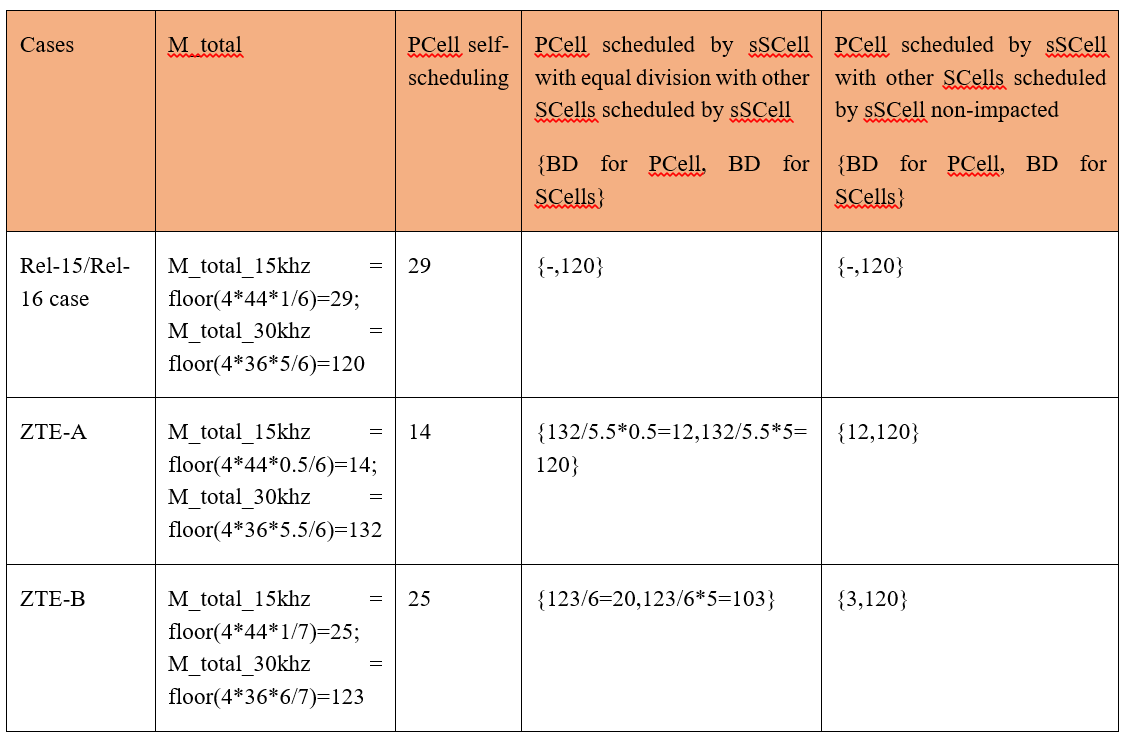 Cases
M_total
PCell self-
scheduling
PCell scheduled by sSCell
with equal division with other
SCells scheduled by sSCell
{BD for PCell, BD for
SCells}
PCell scheduled by sSCell
with other SCells scheduled
by sSCell non-impacted
{BD for PCell, BD for
SCells}
Rel-15/Rel-
16 case
M_total_15khz =
floor(4*44*1/6)=29;
M_total_30khz =
floor(4*36*5/6)=120
29
{-,120}
{-,120}
ZTE-A
M_total_15khz =
floor(4*44*0.5/6)=14;
M_total_30khz =
floor(4*36*5.5/6)=132
14
{132/5.5*0.5=12,132/5.5*5=
120}
{12,120}
ZTE-B
M_total_15khz =
floor(4*44*1/7)=25;
M_total_30khz =
floor(4*36*6/7)=123
25
{123/6=20,123/6*5=103}
{3,120}